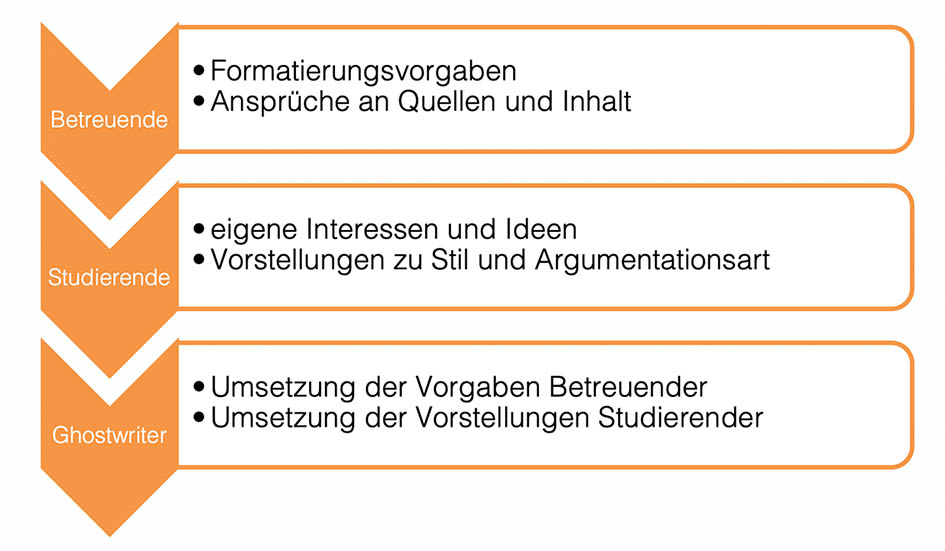 Betreuende
• Formatierungsvorgaben
• Ansprüche an Quellen und Inhalt
Studierende
• eigene Interessen und Ideen
• Vorstellungen zu Stil und Argumentationsart
Ghostwriter
• Umsetzung der Vorgaben Betreuender
• Umsetzung der Vorstellungen Studierender